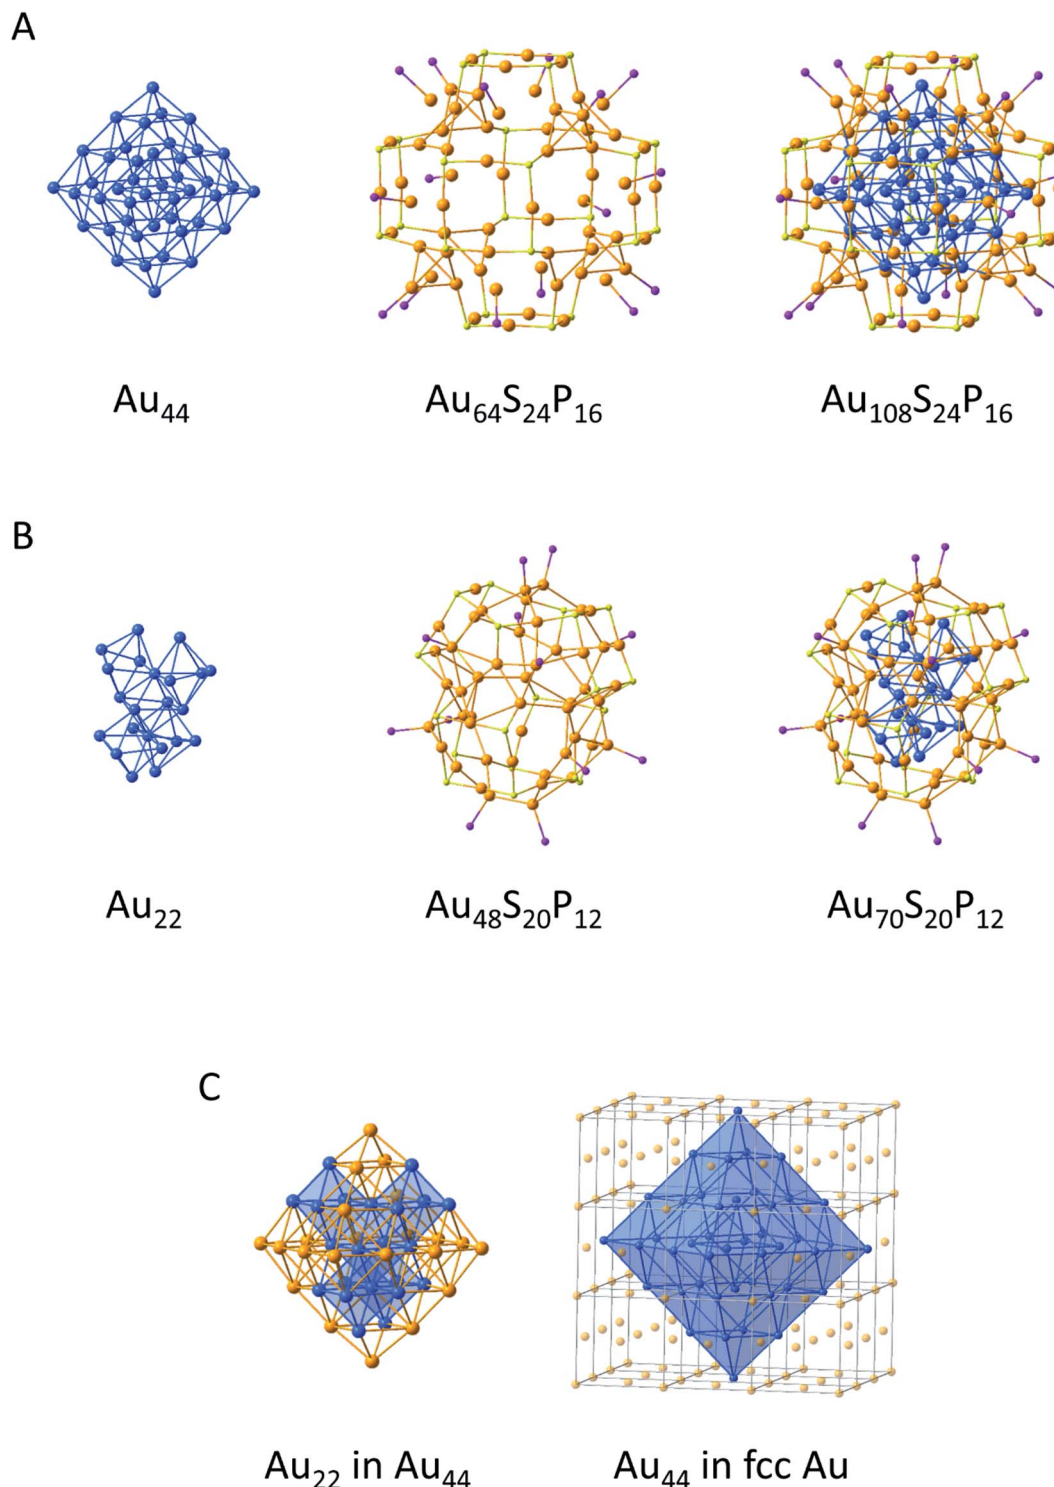 A
Au₄₄ Au₆₄S₂₄P₁₆ Au₁₀₈S₂₄P₁₆
B
Au₂₂ Au₄₈S₂₀P₁₂ Au₇₀S₂₀P₁₂
C
Au₂₂ in Au₄₄ Au₄₄ in fcc Au